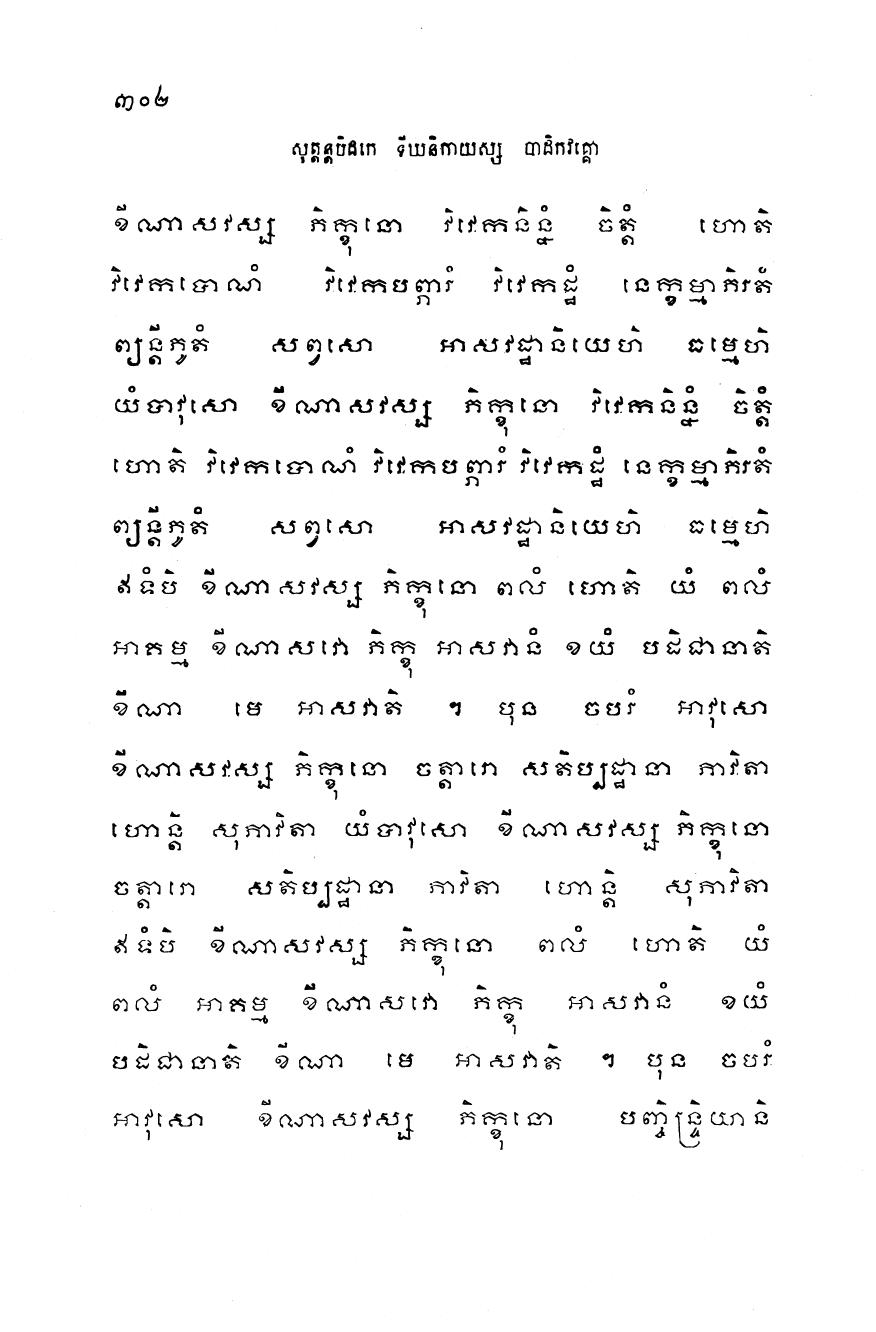 ៣០២
សុត្តន្តបិដកេ ទីឃនិកាយស្ស បាដិកវគ្គោ
ខីណាសវស្ស ភិក្ខុនោ វិវេកនិន្នំ ចិត្តំ ហោតិ
វិវេកបោណំ វិវេកបព្ភារំ វិវេកដ្ឋំ នេក្ខម្មាភិរតំ
ព្យន្តីភូតំ សព្វសោ អាសវដ្ឋានិយេហិ ធម្មេហិ
យំបាវុសោ ខីណាសវស្ស ភិក្ខុនោ វិវេកនិន្នំ ចិត្តំ
ហោតិ វិវេកបោណំ វិវេកបព្ភារំ វិវេកដ្ឋំ នេក្ខម្មាភិរតំ
ព្យន្តីភូតំ សព្វសោ អាសវដ្ឋានិយេហិ ធម្មេហិ
ឥទំបិ ខីណាសវស្ស ភិក្ខុនោ ពលំ ហោតិ យំ ពលំ
អាគម្ម ខីណាសវោ ភិក្ខុ អាសវានំ ខយំ បដិជានាតិ
ខីណា មេ អាសវាតិ ។ បុន ចបរំ អាវុសោ
ខីណាសវស្ស ភិក្ខុនោ ចត្តារោ សតិប្បដ្ឋានា ភាវិតា
ហោន្តិ សុភាវិតា យំបាវុសោ ខីណាសវស្ស ភិក្ខុនោ
ចត្តារោ សតិប្បដ្ឋានា ភាវិតា ហោន្តិ សុភាវិតា
ឥទំបិ ខីណាសវស្ស ភិក្ខុនោ ពលំ ហោតិ យំ
ពលំ អាគម្ម ខីណាសវោ ភិក្ខុ អាសវានំ ខយំ
បដិជានាតិ ខីណា មេ អាសវាតិ ។ បុន ចបរំ
អាវុសោ ខីណាសវស្ស ភិក្ខុនោ បញ្ចិន្ទ្រិយានិ